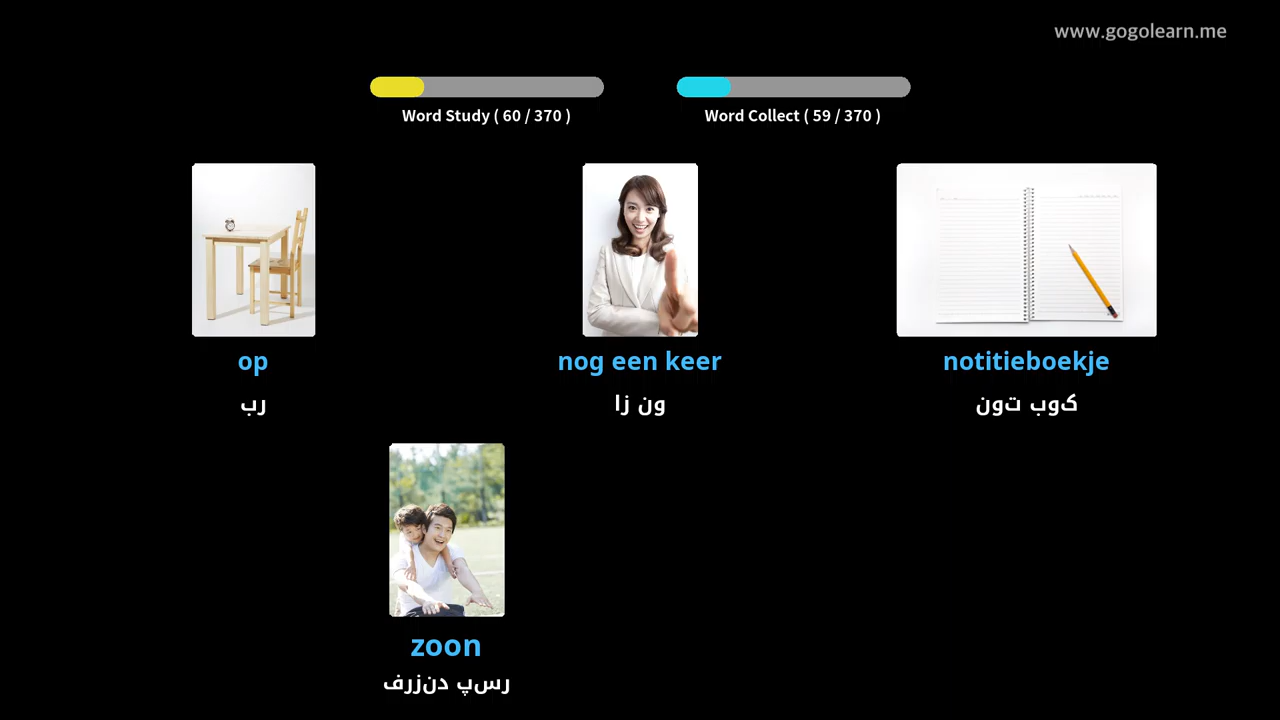 www.gogolearn.me
Word Study ( 60 / 370 )
Word Collect ( 59 / 370 )
op
nog een keer
notitieboekje
رب
ون زا
کوب تون
zoon
رسپ دنزرف